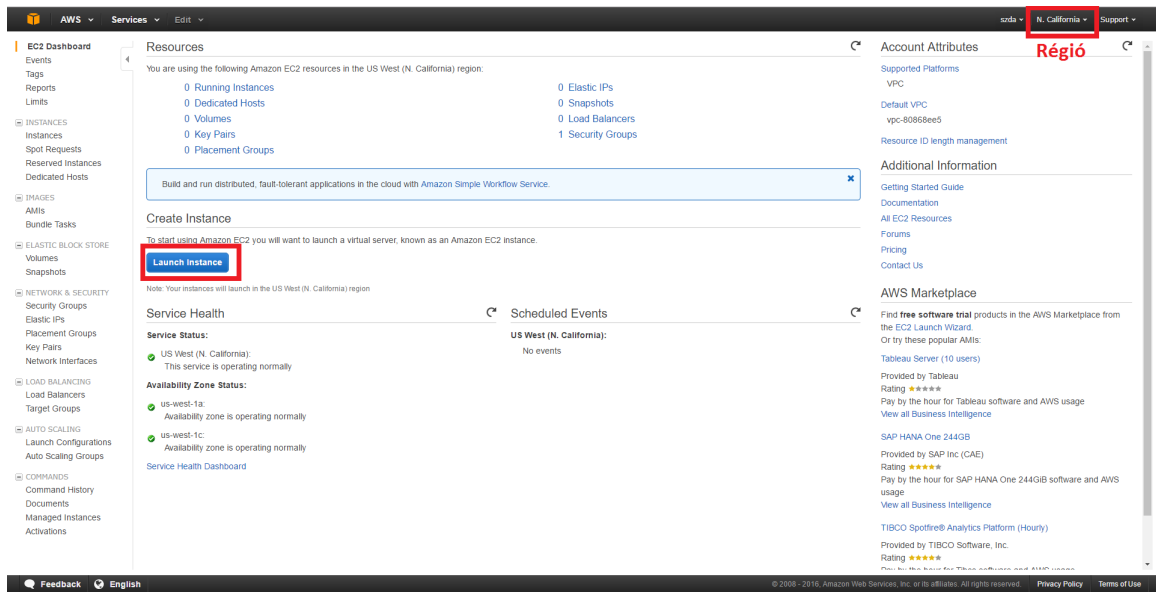 AWS Services Edit szda N. California Support
Régió
EC2 Dashboard
Events
Tags
Reports
Limits
INSTANCES
Instances
Spot Requests
Reserved Instances
Dedicated Hosts
IMAGES
AMIs
Bundle Tasks
ELASTIC BLOCK STORE
Volumes
Snapshots
NETWORK & SECURITY
Security Groups
Elastic IPs
Placement Groups
Key Pairs
Network Interfaces
LOAD BALANCING
Load Balancers
Target Groups
AUTO SCALING
Launch Configurations
Auto Scaling Groups
COMMANDS
Command History
Documents
Managed Instances
Activations
Resources
You are using the following Amazon EC2 resources in the US West (N. California) region:
0 Running Instances
0 Dedicated Hosts
0 Volumes
0 Key Pairs
0 Placement Groups
0 Elastic IPs
0 Snapshots
0 Load Balancers
1 Security Groups
Build and run distributed, fault-tolerant applications in the cloud with Amazon Simple Workflow Service.
Create Instance
To start using Amazon EC2 you will want to launch a virtual server, known as an Amazon EC2 instance.
Launch Instance
Note: Your instances will launch in the US West (N. California) region
Service Health
Service Status:
US West (N. California):
This service is operating normally
Availability Zone Status:
us-west-1a:
Availability zone is operating normally
us-west-1c:
Availability zone is operating normally
Service Health Dashboard
Scheduled Events
US West (N. California):
No events
Account Attributes
Supported Platforms
VPC
Default VPC
vpc-80868ee5
Resource ID length management
Additional Information
Getting Started Guide
Documentation
All EC2 Resources
Forums
Pricing
Contact Us
AWS Marketplace
Find free software trial products in the AWS Marketplace from
the EC2 Launch Wizard.
Or try these popular AMIs:
Tableau Server (10 users)
Provided by Tableau
Rating
Pay by the hour for Tableau software and AWS usage
View all Business Intelligence
SAP HANA One 244GB
Provided by SAP Inc (CAE)
Rating
Pay by the hour for SAP HANA One 244GiB software and AWS
usage
View all Business Intelligence
TIBCO Spotfire® Analytics Platform (Hourly)
Provided by TIBCO Software, Inc.
Rating
Pay by the hour for Tibco software and AWS usage
Feedback English
© 2008 - 2016, Amazon Web Services, Inc. or its affiliates. All rights reserved. Privacy Policy Terms of Use